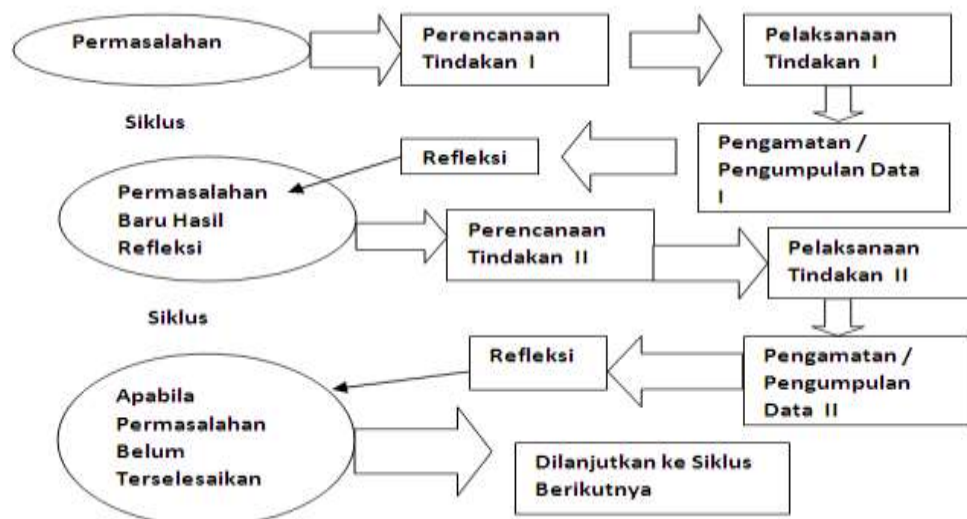 Permasalahan
Perencanaan
Tindakan I
Pelaksanaan
Tindakan I
Siklus
Refleksi
Pengamatan /
Pengumpulan Data
I
Permasalahan
Baru Hasil
Refleksi
Perencanaan
Tindakan II
Pelaksanaan
Tindakan II
Siklus
Refleksi
Pengamatan /
Pengumpulan
Data II
Apabila
Permasalahan
Belum
Terselesaikan
Dilanjutkan ke Siklus
Berikutnya